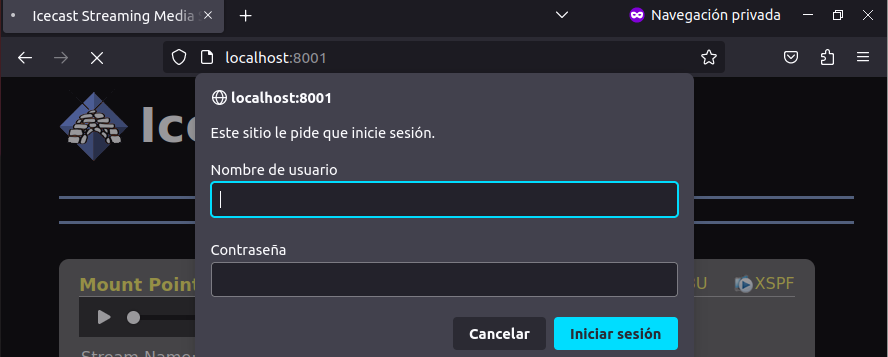 Icecast Streaming Media S
Navegación privada
localhost:8001
localhost:8001
Este sitio le pide que inicie sesión.
Nombre de usuario
Contraseña
Cancelar
Iniciar sesión
Ice
Mount Point
XSPF
Stream Name: